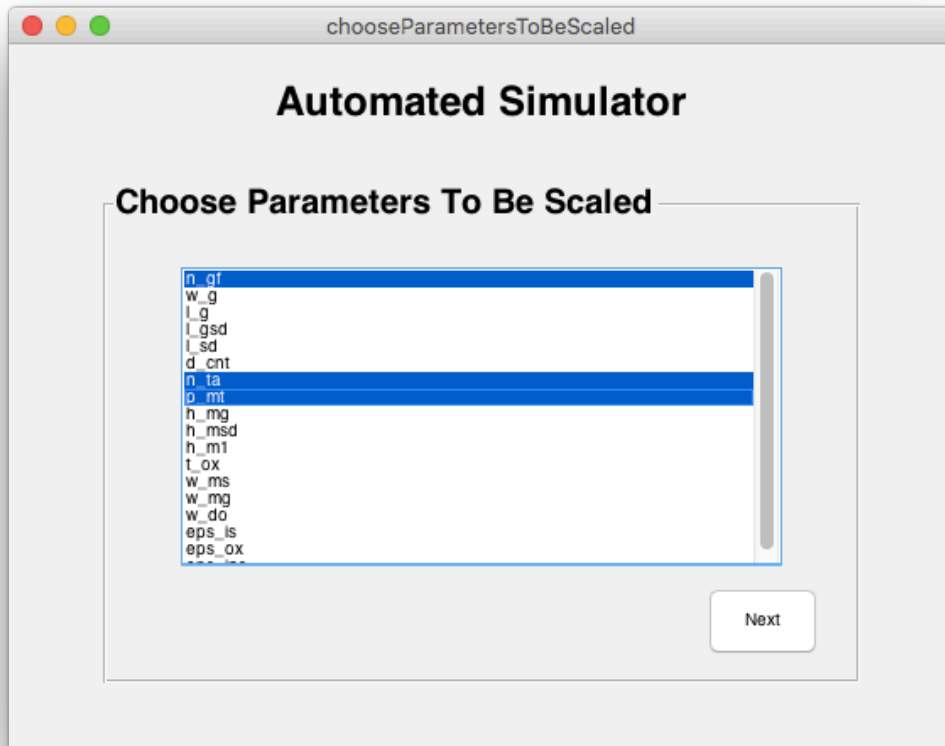 chooseParametersToBeScaled
Automated Simulator
Choose Parameters To Be Scaled
n_gf
w_g
l_g
l_gsd
l_sd
d_cnt
n_ta
p_mt
h_mg
h_msd
h_m1
t_ox
w_ms
w_mg
w_do
eps_is
eps_ox
Next